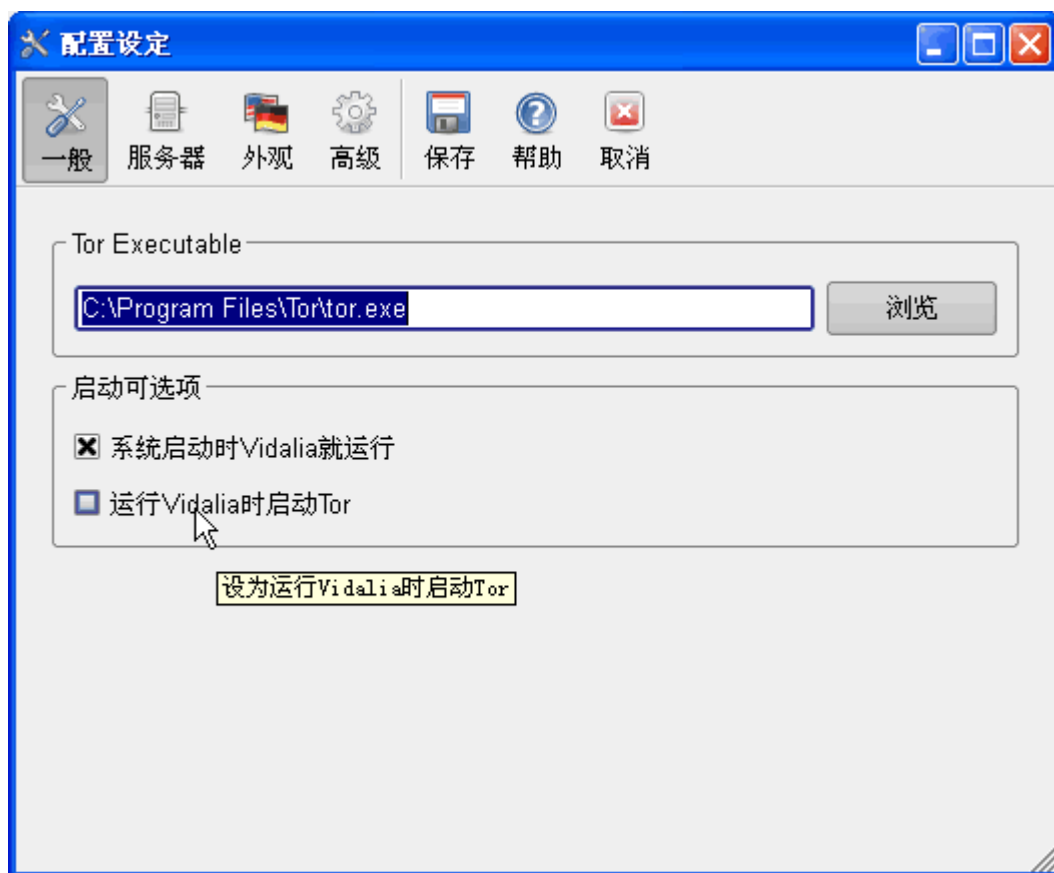 配置设定
一般 服务器 外观 高级 保存 帮助 取消
Tor Executable
C:\Program Files\Tor\tor.exe 浏览
启动可选项
系统启动时Vidalia就运行
运行Vidalia时启动Tor
设为运行Vidalia时启动Tor